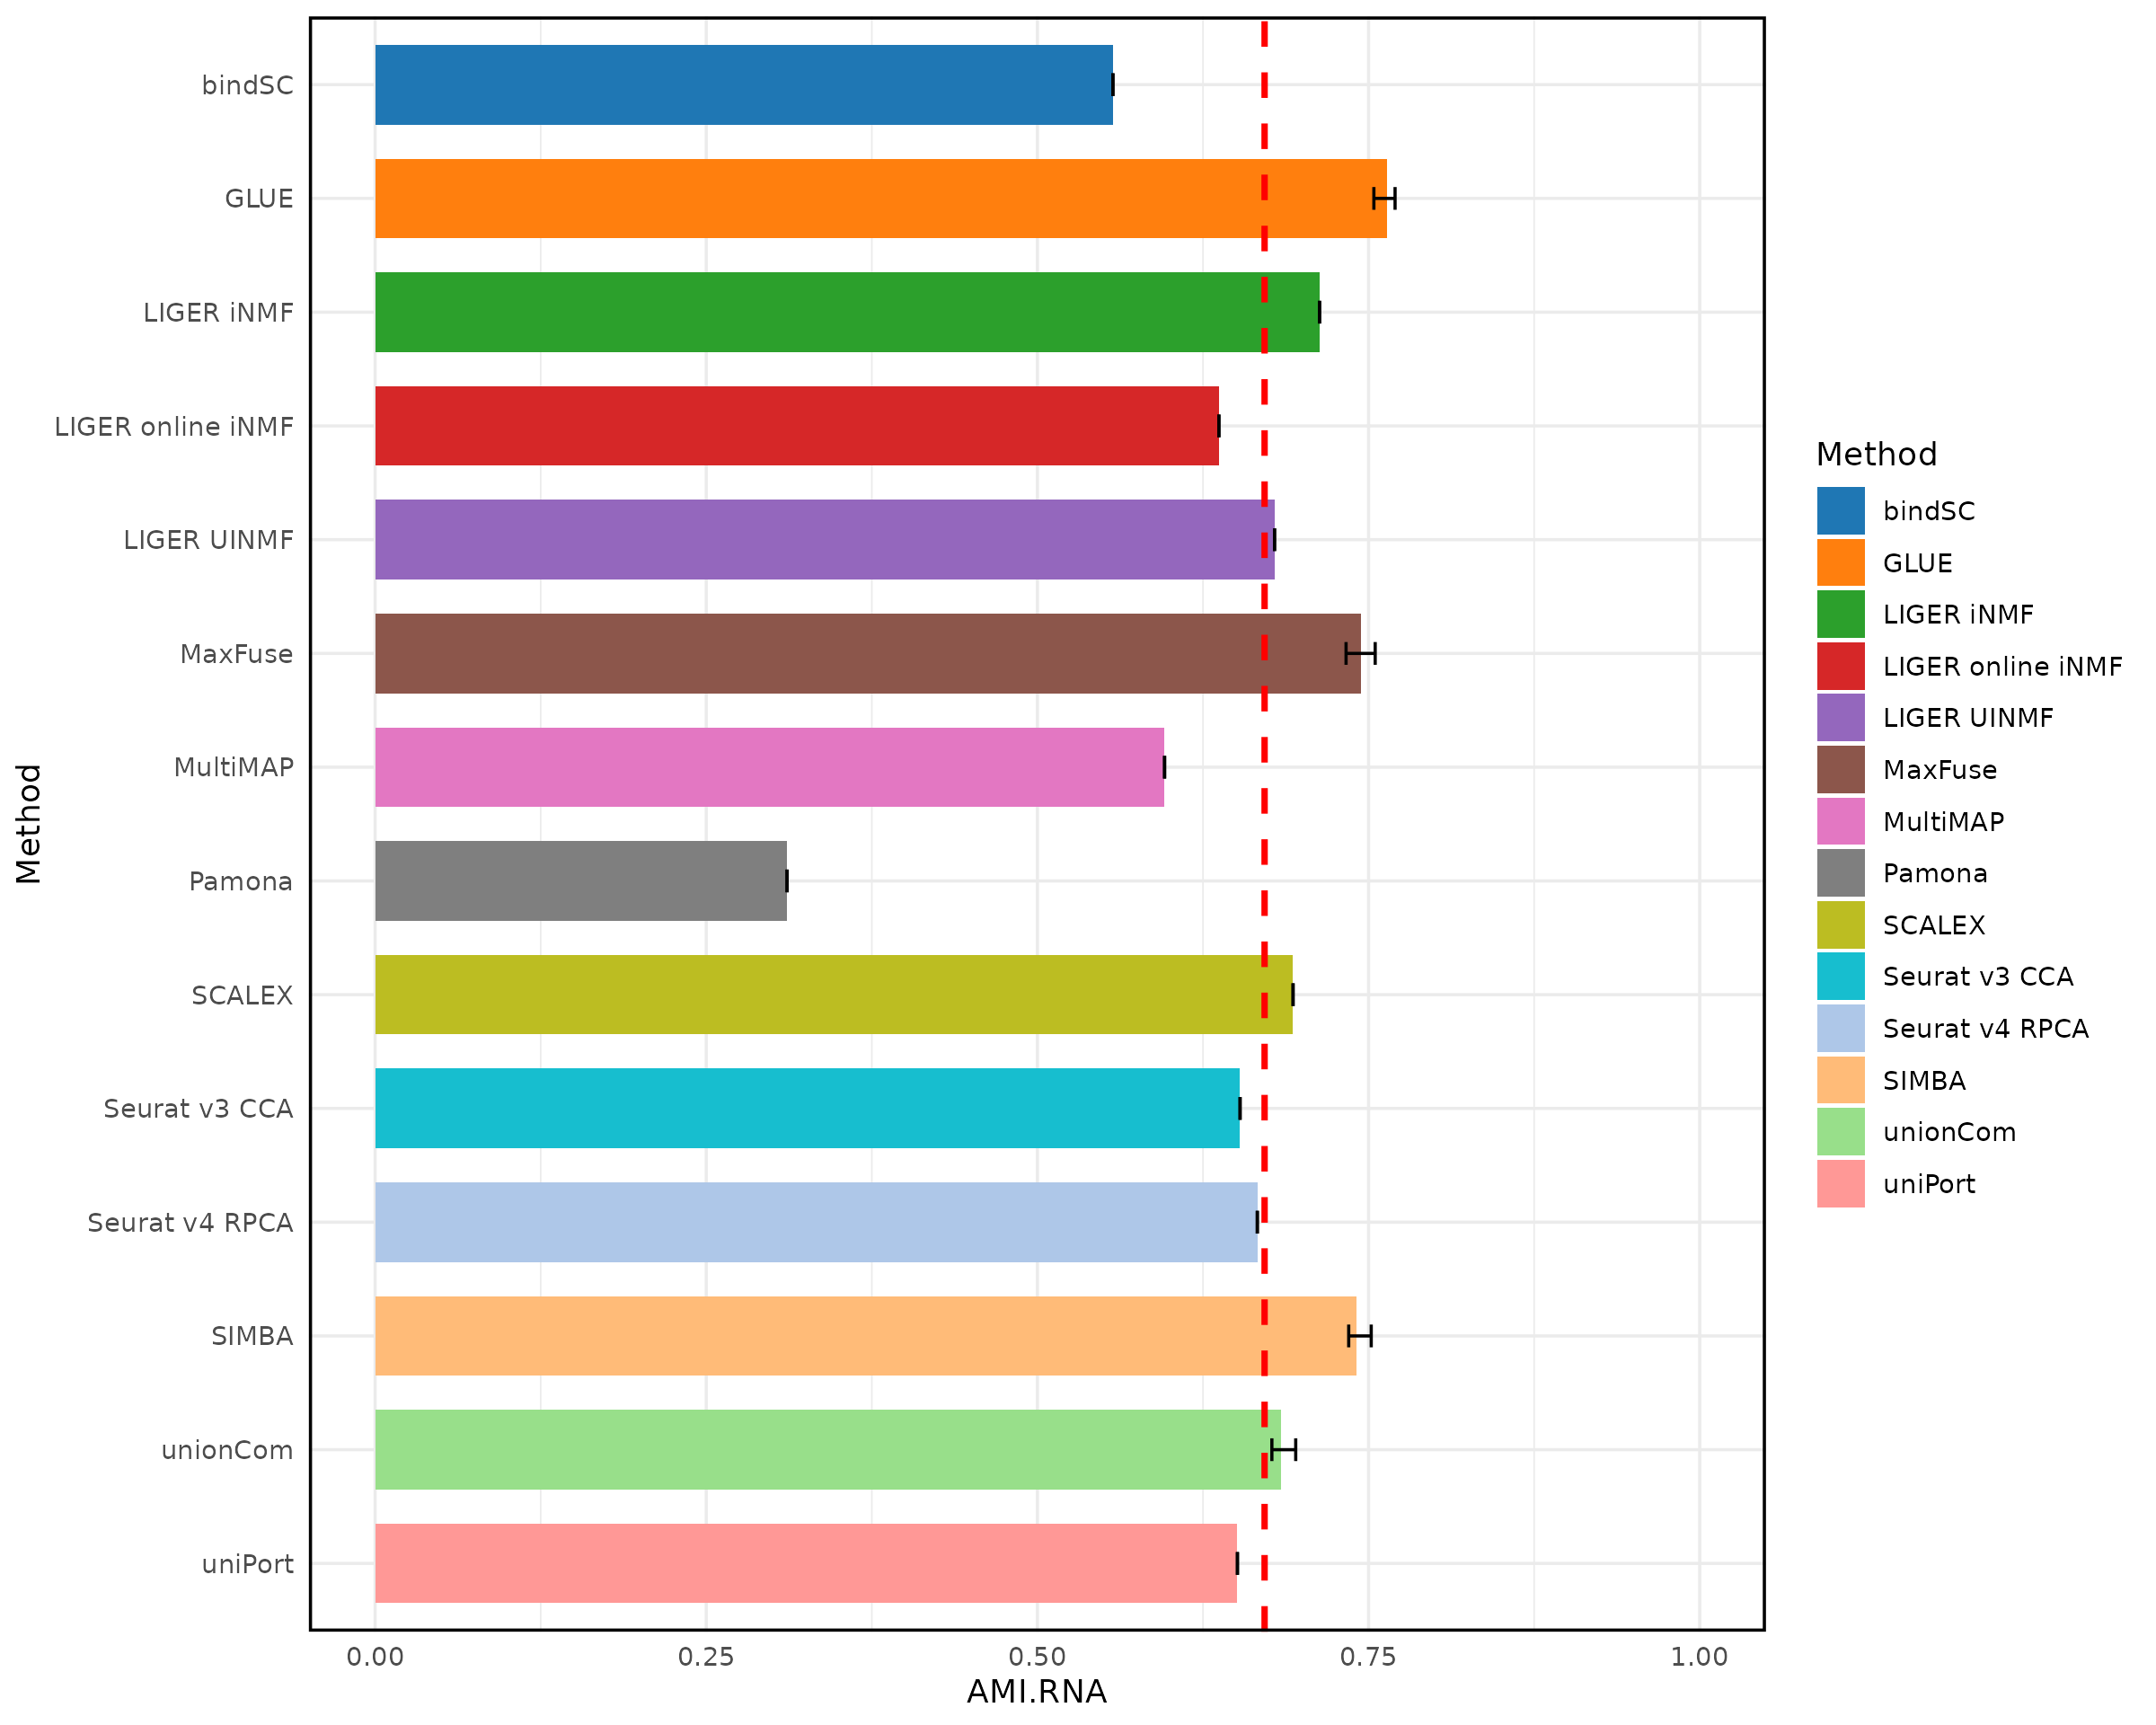 bindSC
GLUE
LIGER iNMF
LIGER online iNMF
LIGER UINMF
MaxFuse
MultiMAP
Pamona
SCALEX
Seurat v3 CCA
Seurat v4 RPCA
SIMBA
unionCom
uniPort
Method
0.00 0.25 0.50 0.75 1.00
AMI.RNA
Method
bindSC
GLUE
LIGER iNMF
LIGER online iNMF
LIGER UINMF
MaxFuse
MultiMAP
Pamona
SCALEX
Seurat v3 CCA
Seurat v4 RPCA
SIMBA
unionCom
uniPort